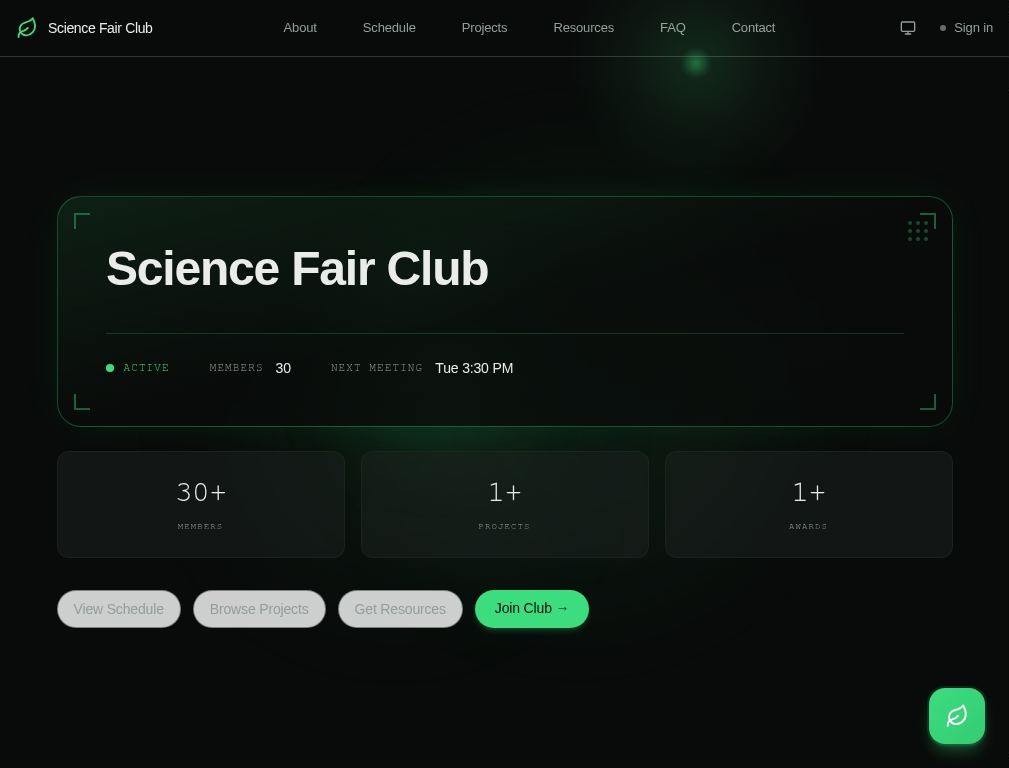 Science Fair Club
About
Schedule
Projects
Resources
FAQ
Contact
Sign in
Science Fair Club
ACTIVE
MEMBERS 30
NEXT MEETING Tue 3:30 PM
30+
MEMBERS
1+
PROJECTS
1+
AWARDS
View Schedule
Browse Projects
Get Resources
Join Club →